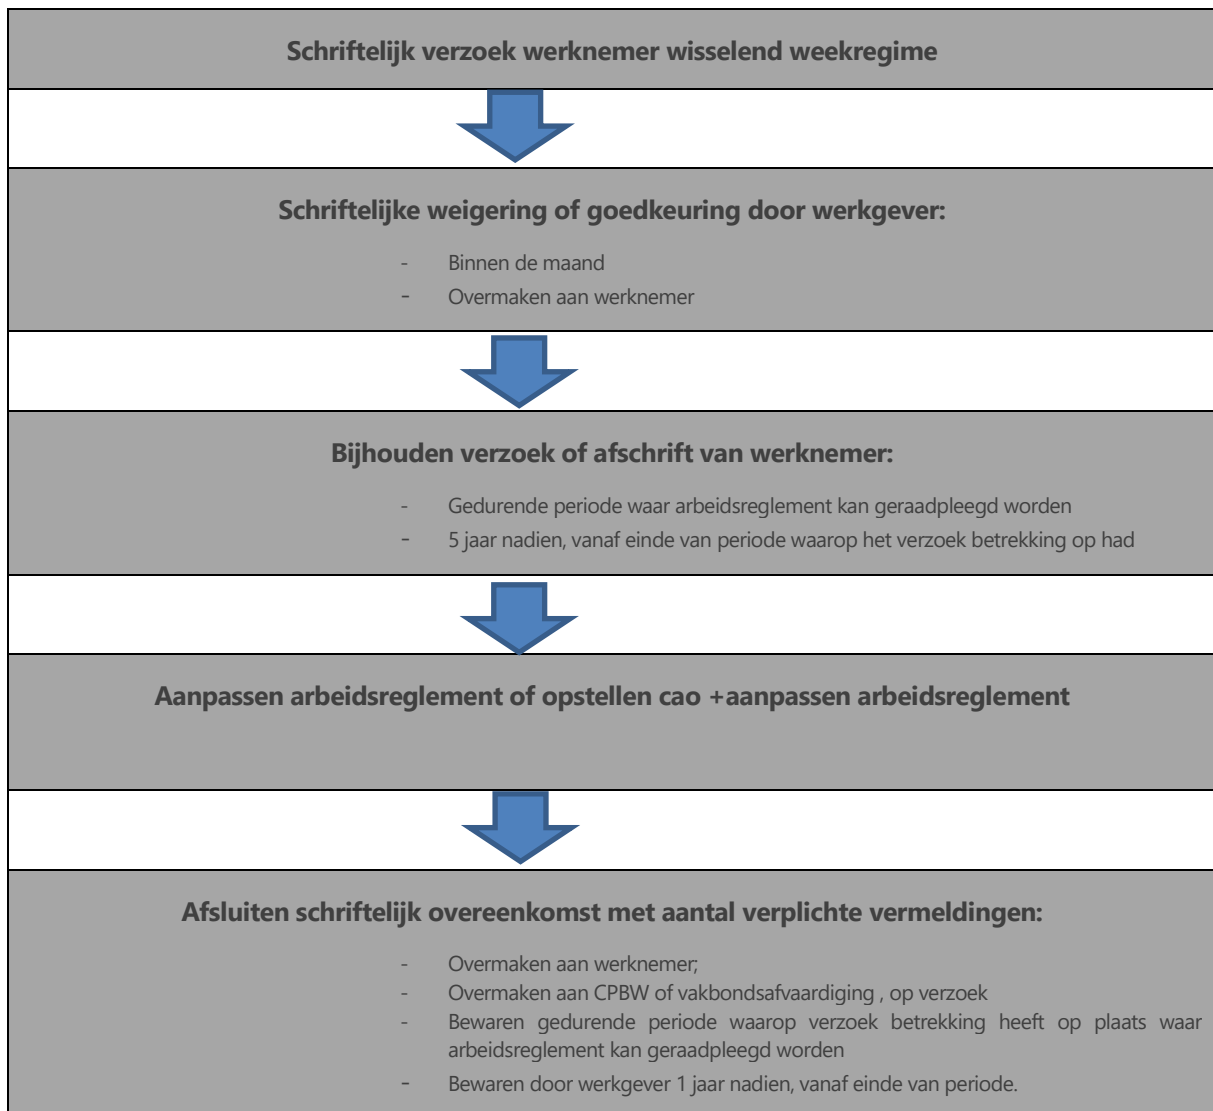 Schriftelijk verzoek werknemer wisselend weekregime
Schriftelijke weigering of goedkeuring door werkgever:
- Binnen de maand
- Overmaken aan werknemer
Bijhouden verzoek of afschrift van werknemer:
- Gedurende periode waar arbeidsreglement kan geraadpleegd worden
- 5 jaar nadien, vanaf einde van periode waarop het verzoek betrekking op had
Aanpassen arbeidsreglement of opstellen cao +aanpassen arbeidsreglement
Afsluiten schriftelijk overeenkomst met aantal verplichte vermeldingen:
- Overmaken aan werknemer;
- Overmaken aan CPBW of vakbondsafvaardiging , op verzoek
- Bewaren gedurende periode waarop verzoek betrekking heeft op plaats waar
arbeidsreglement kan geraadpleegd worden
- Bewaren door werkgever 1 jaar nadien, vanaf einde van periode.